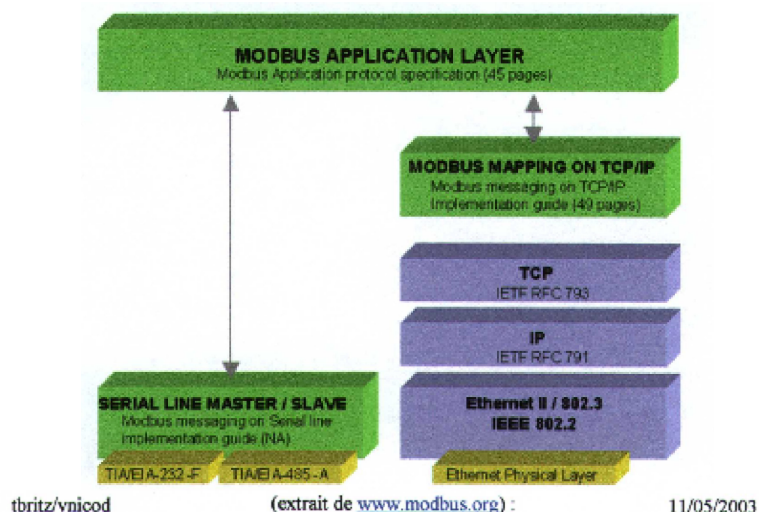 MODBUS APPLICATION LAYER
Modbus Application protocol specification (45 pages)
MODBUS MAPPING ON TCP/IP
Modbus messaging on TCP/IP
Implementation guide (49 pages)
TCP
IETF RFC 793
IP
IETF RFC 791
SERIAL LINE MASTER / SLAVE
Modbus messaging on Serial line
implementation guide (NA)
TIA/EIA-232-F
TIA/EIA-485-A
Ethernet II / 802.3
IEEE 802.2
Ethernet Physical Layer
tbritz/ynicod
(extrait de www.modbus.org) :
11/05/2003